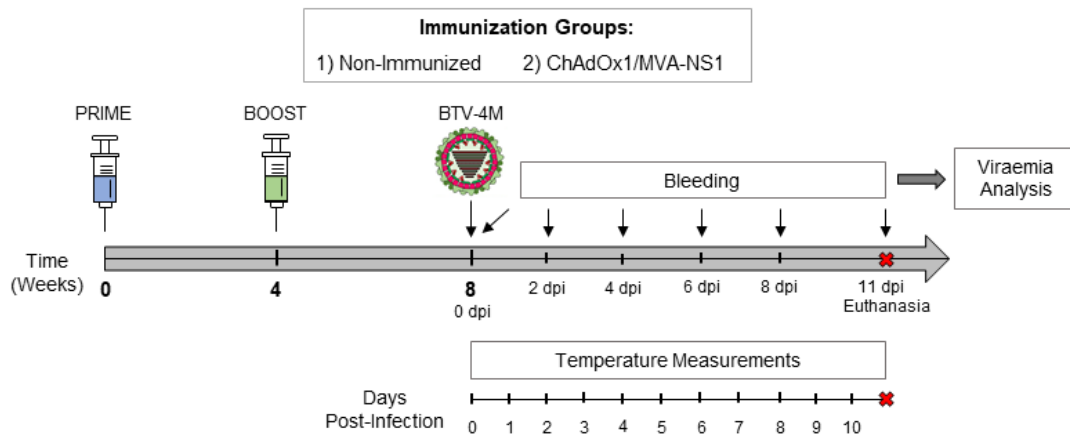 Immunization Groups:
1) Non-Immunized 2) ChAdOx1/MVA-NS1
PRIME
BOOST
BTV-4M
Bleeding
Viraemia
Analysis
Time
(Weeks)
0
4
8
0 dpi
2 dpi
4 dpi
6 dpi
8 dpi
11 dpi
Euthanasia
Temperature Measurements
Days
Post-Infection
0 1 2 3 4 5 6 7 8 9 10